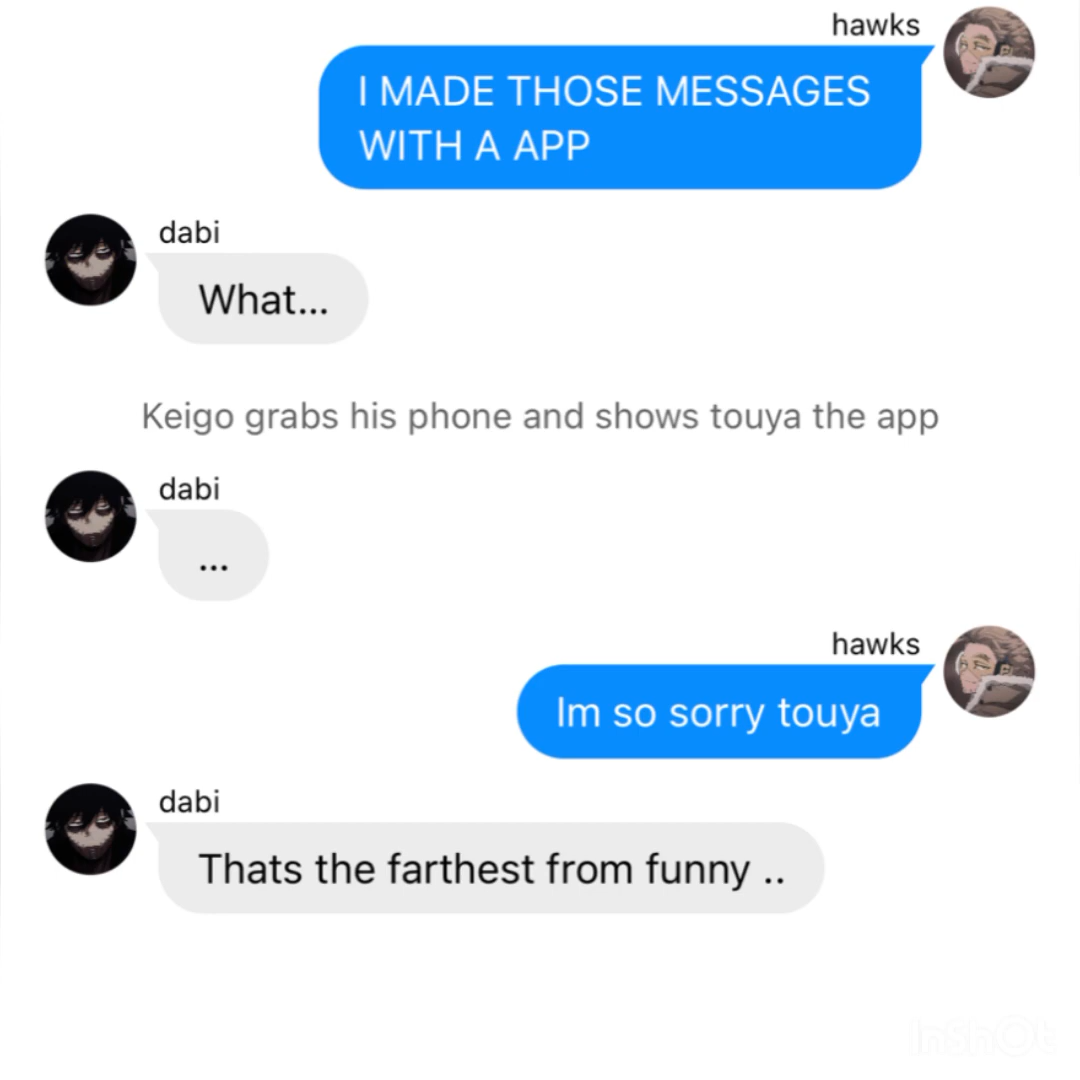 hawks
I MADE THOSE MESSAGES
WITH A APP
dabi
What...
Keigo grabs his phone and shows touya the app
dabi
...
hawks
Im so sorry touya
dabi
Thats the farthest from funny ..
InShOt